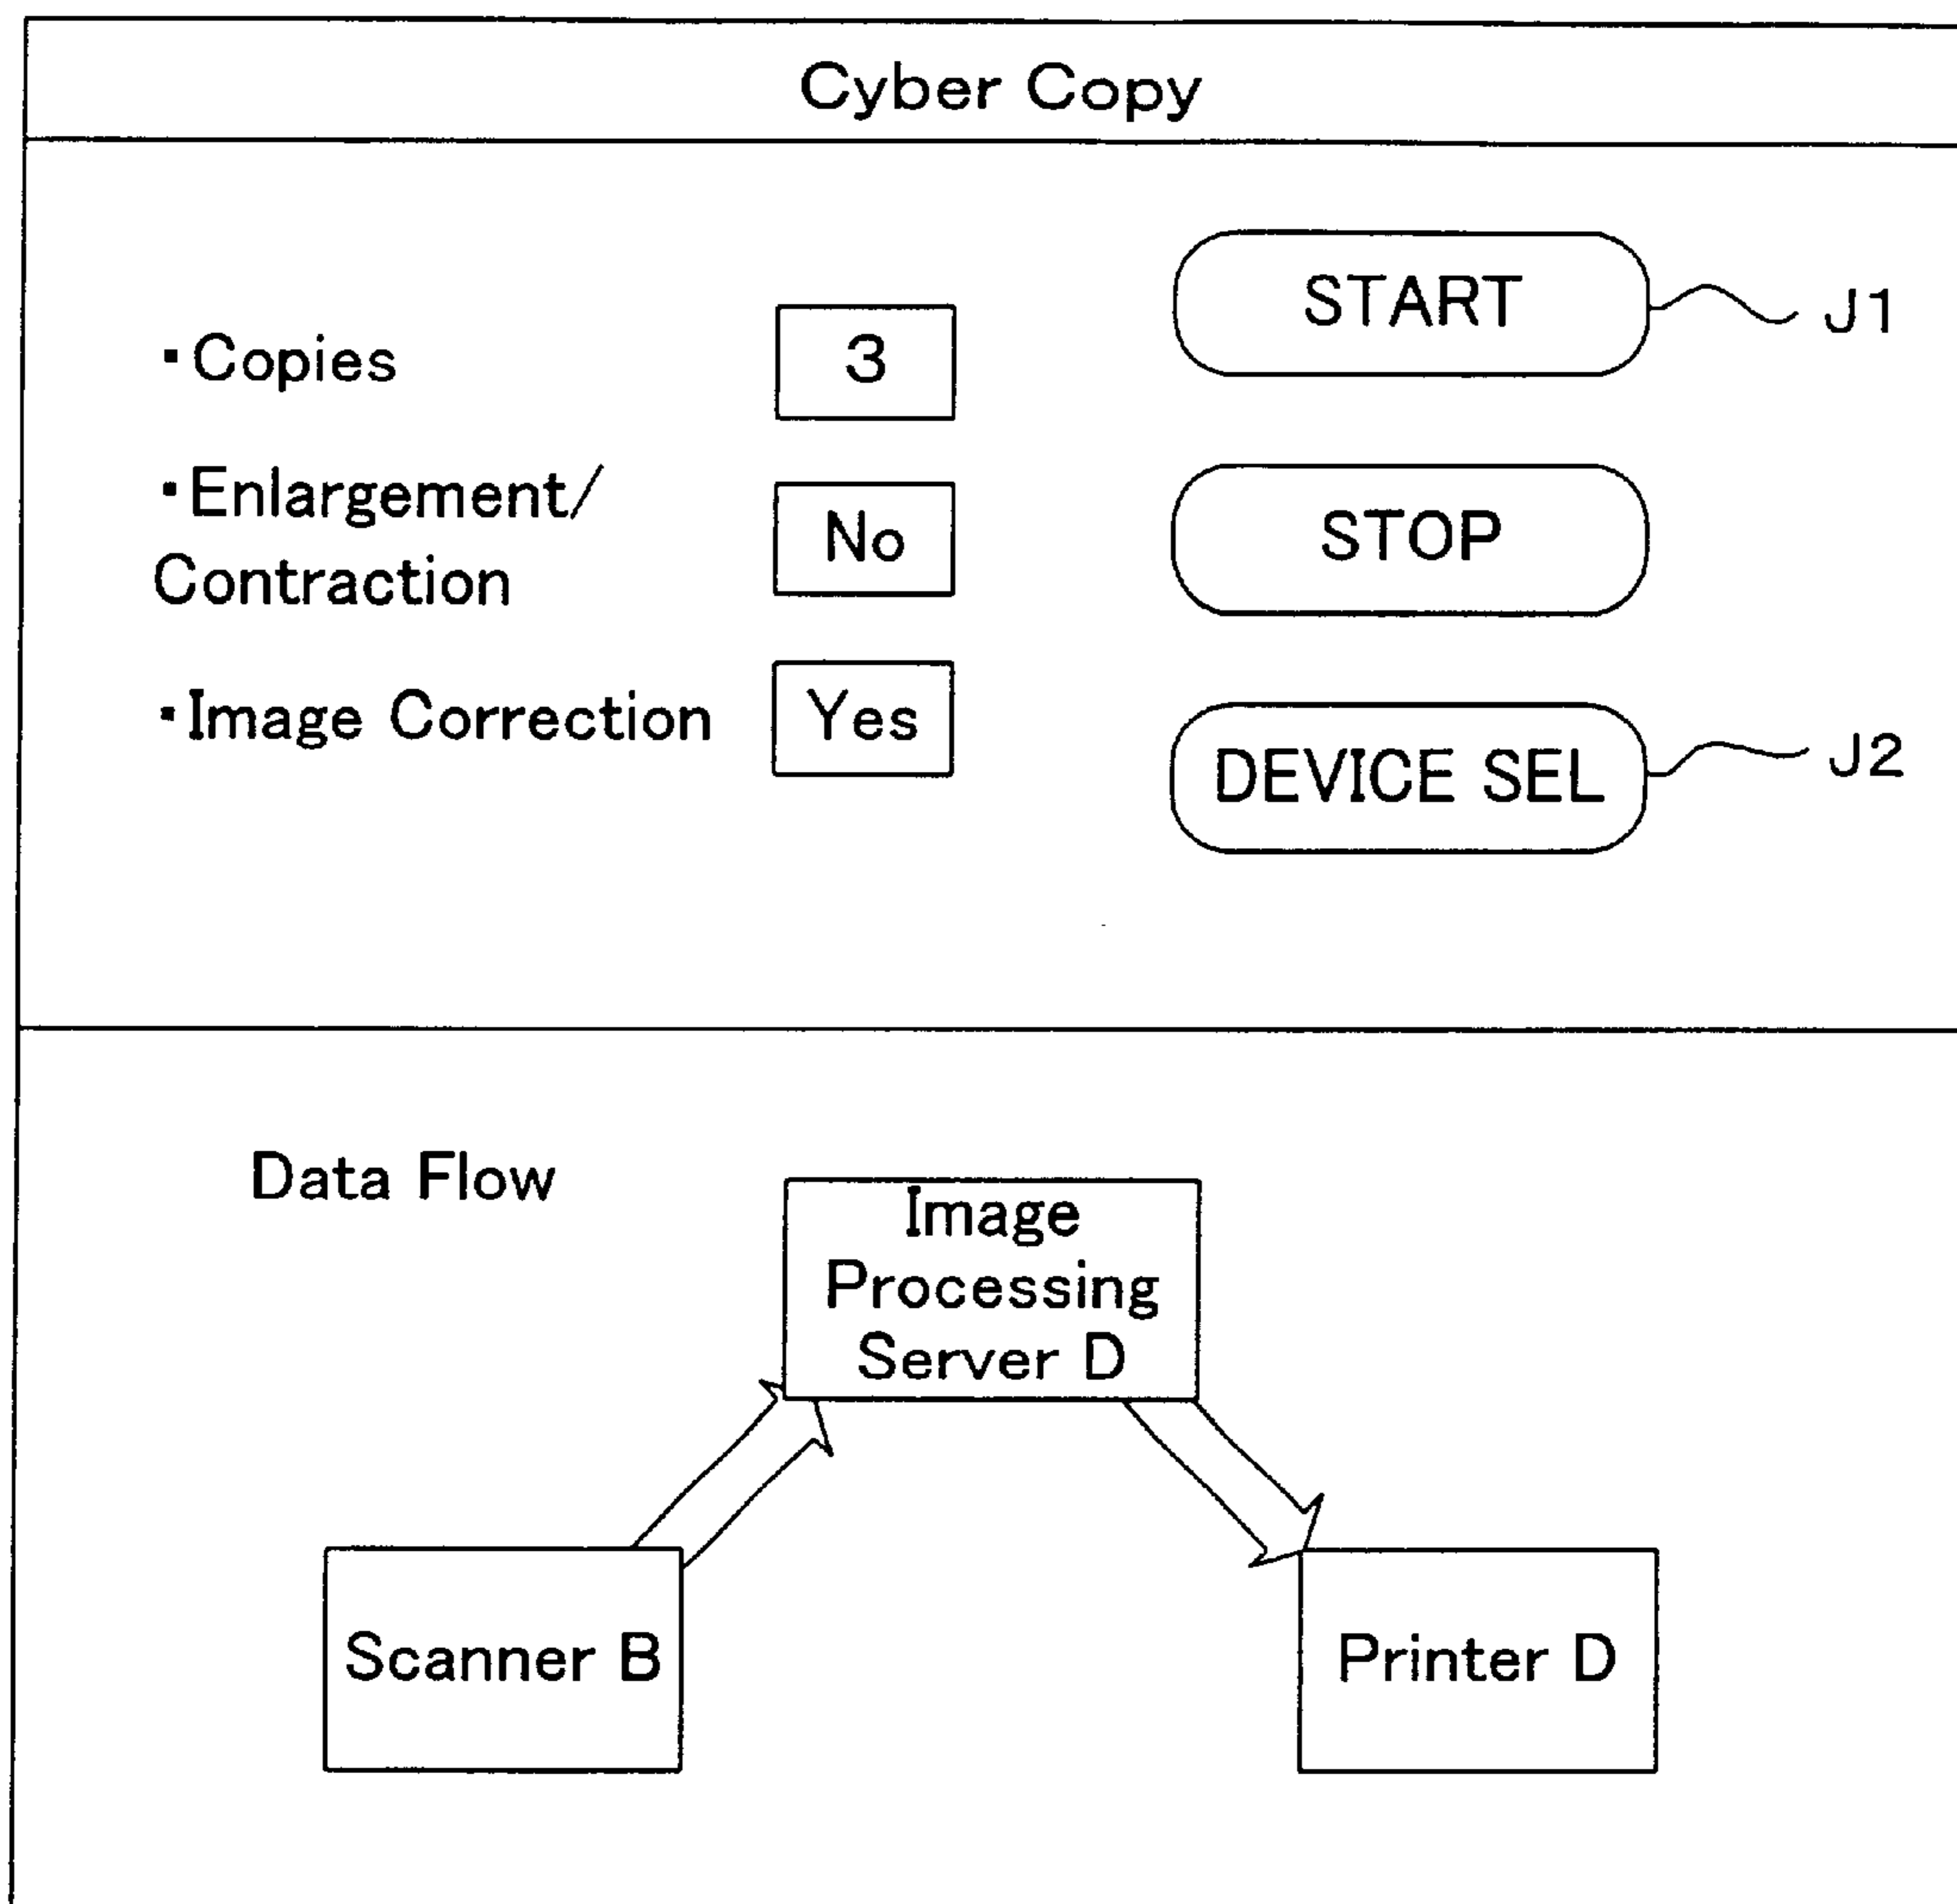 Cyber Copy
▪Copies
3
▪Enlargement/
Contraction
No
▪Image Correction
Yes
START
J1
STOP
DEVICE SEL
J2
Data Flow
Image
Processing
Server D
Scanner B
Printer D